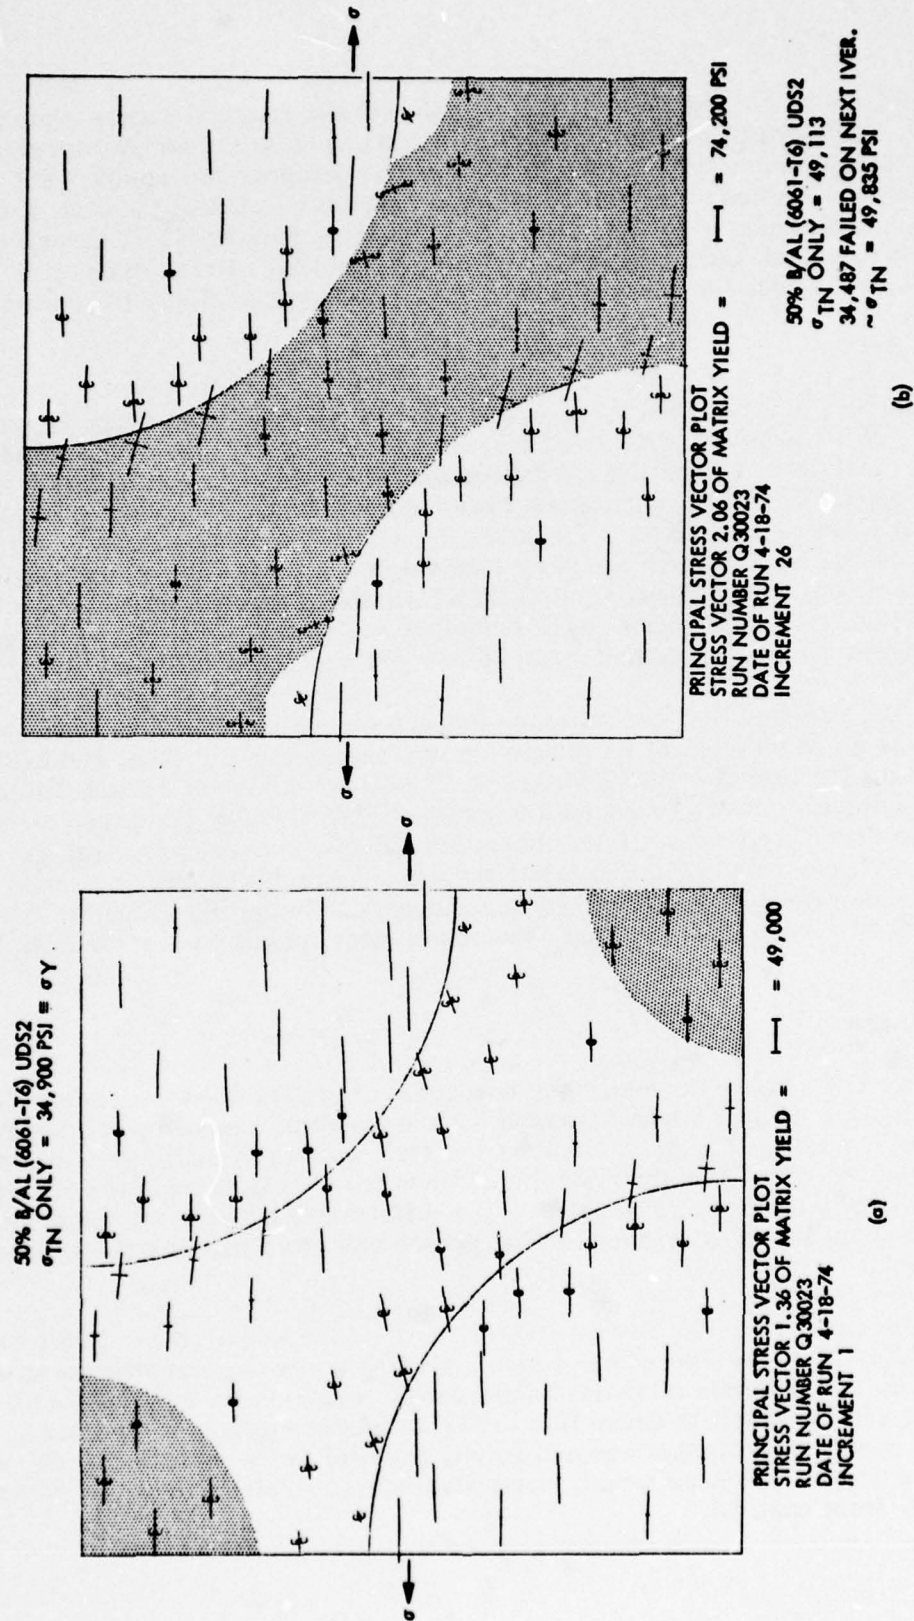 50% B/AL (6061-T6) UDS2
σTN ONLY = 34,900 PSI ≡ σY
σ
σ
PRINCIPAL STRESS VECTOR PLOT
STRESS VECTOR 1.36 OF MATRIX YIELD = = 49,000
RUN NUMBER Q30023
DATE OF RUN 4-18-74
INCREMENT 1
(a)
σ
σ
PRINCIPAL STRESS VECTOR PLOT
STRESS VECTOR 2.06 OF MATRIX YIELD = = 74,200 PSI
RUN NUMBER Q30023
DATE OF RUN 4-18-74
INCREMENT 26
50% B/AL (6061-T6) UDS2
σTN ONLY = 49,113
34,487 FAILED ON NEXT IVER.
~ σTN = 49,835 PSI
(b)